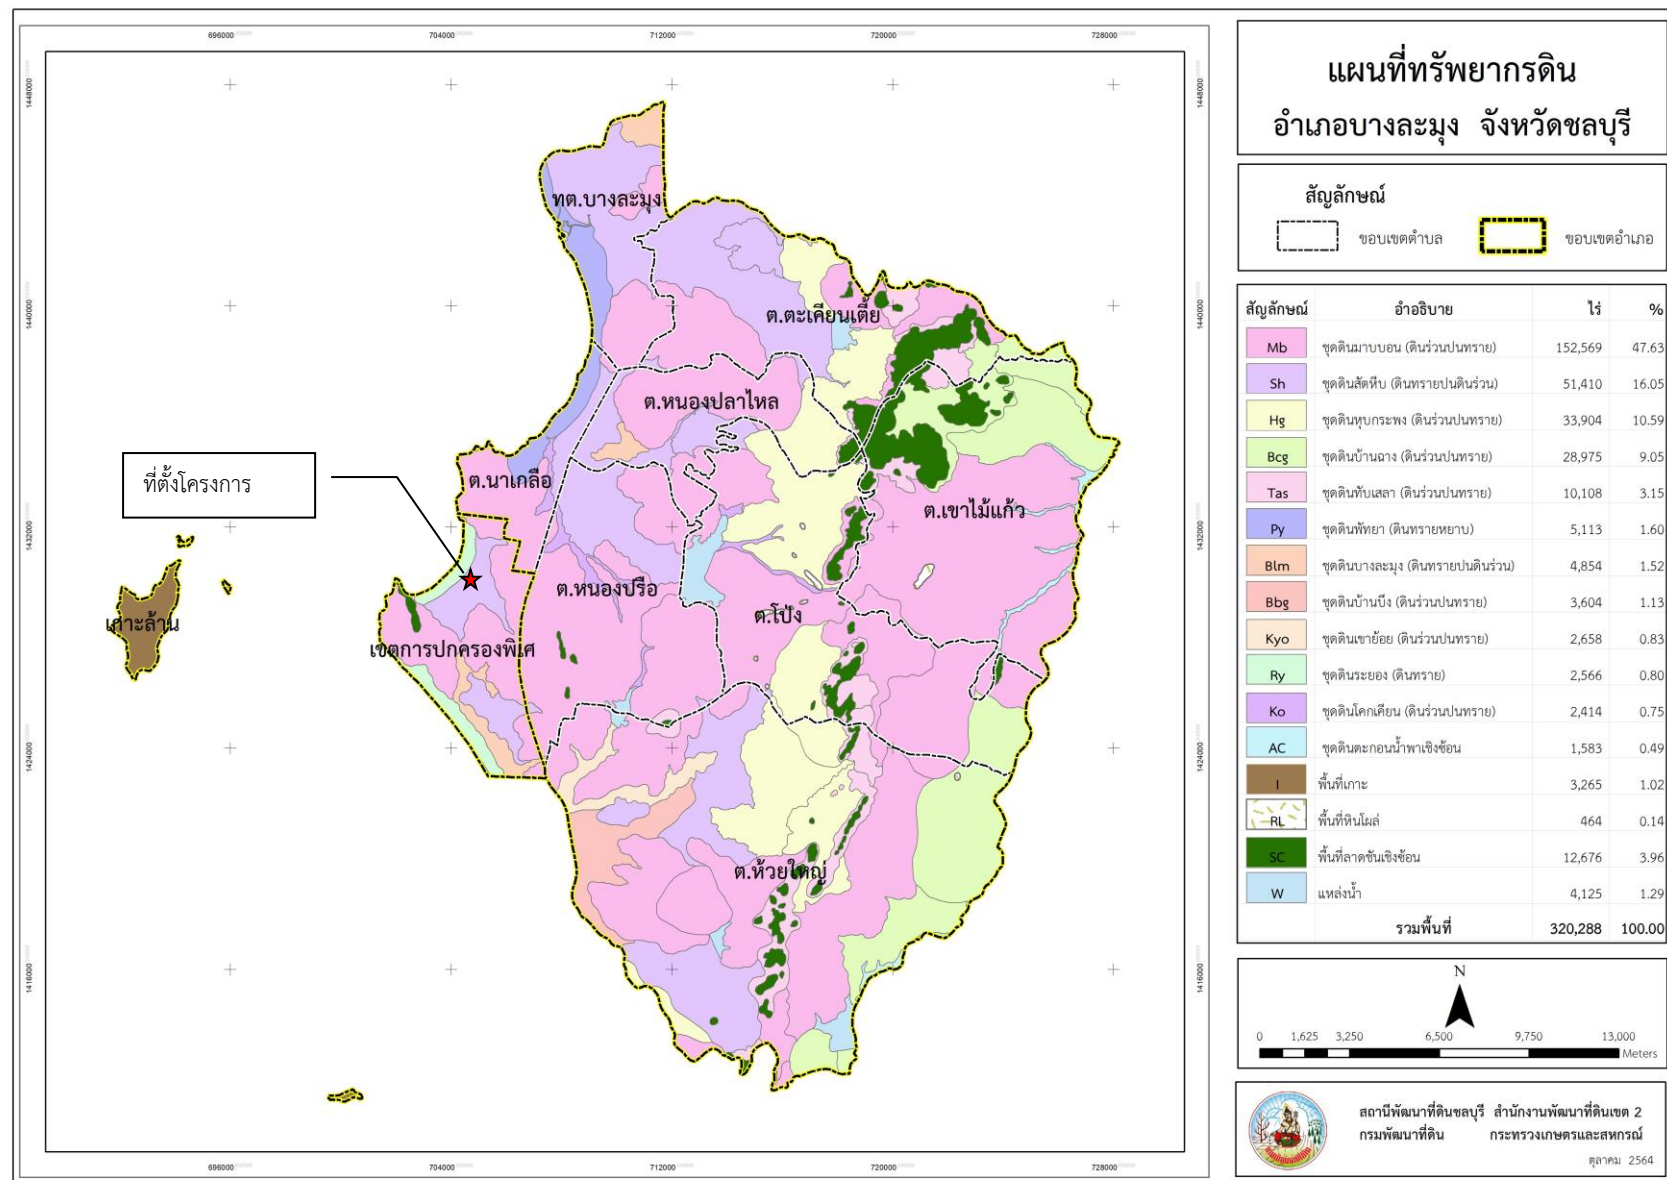 แผนที่ทรัพยากรดิน
อำเภอบางละมุง จังหวัดชลบุรี
สัญลักษณ์
ขอบเขตตำบล ขอบเขตอำเภอ
สัญลักษณ์ อำอธิบาย ไร่ %
Mb ชุดดินมาบบอน (ดินร่วนปนทราย) 152,569 47.63
Sh ชุดดินสัตหีบ (ดินทรายปนดินร่วน) 51,410 16.05
Hg ชุดดินหุบกระพง (ดินร่วนปนทราย) 33,904 10.59
Bcg ชุดดินบ้านฉาง (ดินร่วนปนทราย) 28,975 9.05
Tas ชุดดินทับเสลา (ดินร่วนปนทราย) 10,108 3.15
Py ชุดดินพัทยา (ดินทรายหยาบ) 5,113 1.60
Blm ชุดดินบางละมุง (ดินทรายปนดินร่วน) 4,854 1.52
Bbg ชุดดินบ้านบึง (ดินร่วนปนทราย) 3,604 1.13
Kyo ชุดดินเขาย้อย (ดินร่วนปนทราย) 2,658 0.83
Ry ชุดดินระยอง (ดินทราย) 2,566 0.80
Ko ชุดดินโคกเคียน (ดินร่วนปนทราย) 2,414 0.75
AC ชุดดินตะกอนน้ำพาเชิงซ้อน 1,583 0.49
I พื้นที่เกาะ 3,265 1.02
RL พื้นที่หินโผล่ 464 0.14
SC พื้นที่ลาดชันเชิงซ้อน 12,676 3.96
W แหล่งน้ำ 4,125 1.29
รวมพื้นที่ 320,288 100.00
N
0 1,625 3,250 6,500 9,750 13,000
Meters
สถานีพัฒนาที่ดินชลบุรี สำนักงานพัฒนาที่ดินเขต 2
กรมพัฒนาที่ดิน กระทรวงเกษตรและสหกรณ์
ตุลาคม 2564
696000 704000 712000 720000 728000
1448000 1448000
ทต.บางละมุง
1440000 1440000
ต.ตะเคียนเตี้ย
ต.หนองปลาไหล
ที่ตั้งโครงการ
ต.นาเกลือ
ต.เขาไม้แก้ว
1432000 1432000
ต.หนองปรือ
ต.โป่ง
เกาะล้าน
เขตการปกครองพิเศ
1424000 1424000
ต.ห้วยใหญ่
1416000 1416000
696000 704000 712000 720000 728000